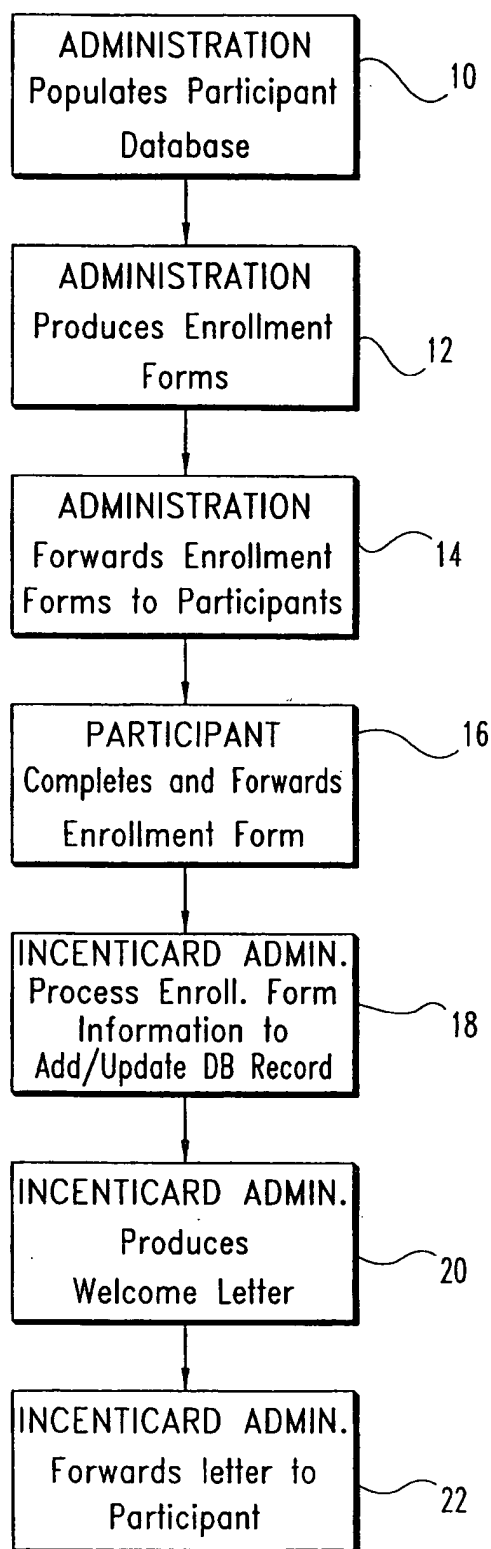 ADMINISTRATION
Populates Participant
Database
10
ADMINISTRATION
Produces Enrollment
Forms
12
ADMINISTRATION
Forwards Enrollment
Forms to Participants
14
PARTICIPANT
Completes and Forwards
Enrollment Form
16
INCENTICARD ADMIN.
Process Enroll. Form
Information to
Add/Update DB Record
18
INCENTICARD ADMIN.
Produces
Welcome Letter
20
INCENTICARD ADMIN.
Forwards letter to
Participant
22